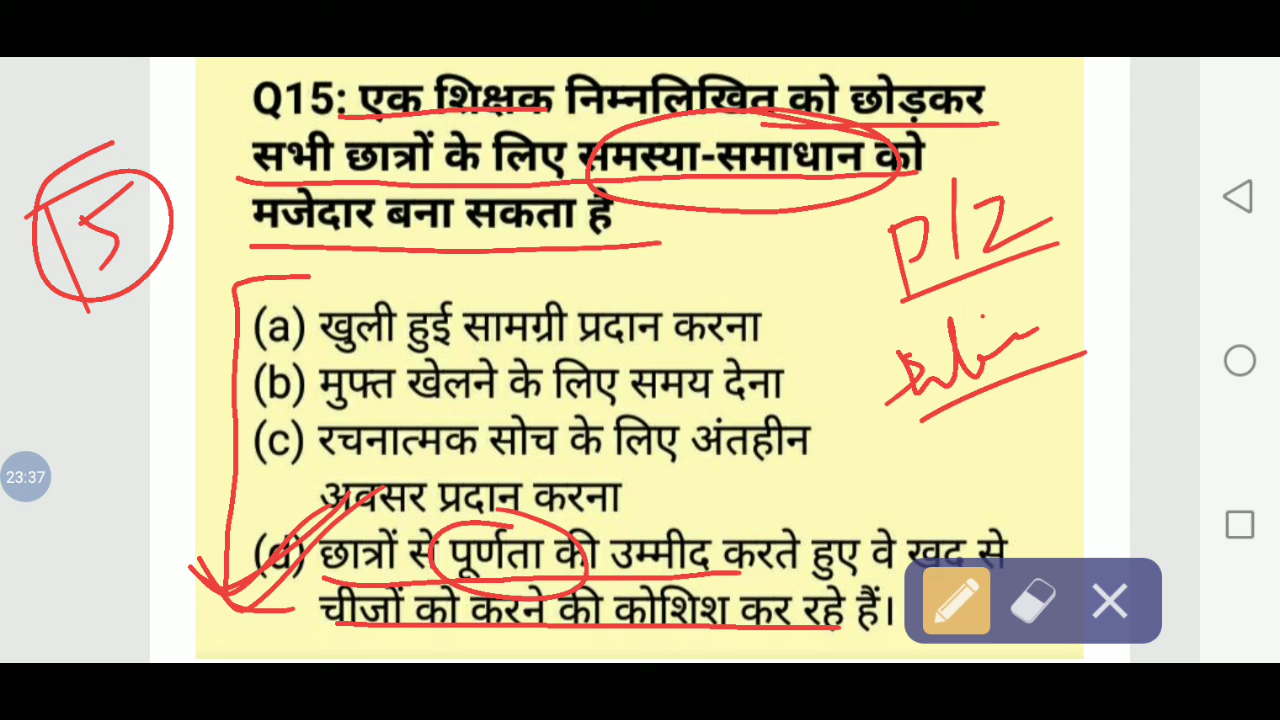 Q15: एक शिक्षक निम्नलिखित को छोड़कर
सभी छात्रों के लिए समस्या-समाधान को
मजेदार बना सकता है
15
(a) खुली हुई सामग्री प्रदान करना
(b) मुफ्त खेलने के लिए समय देना
(c) रचनात्मक सोच के लिए अंतहीन
अवसर प्रदान करना
23:37
(d) छात्रों से पूर्णता की उम्मीद करते हुए वे खुद से
चीजों को करने की कोशिश कर रहे हैं।